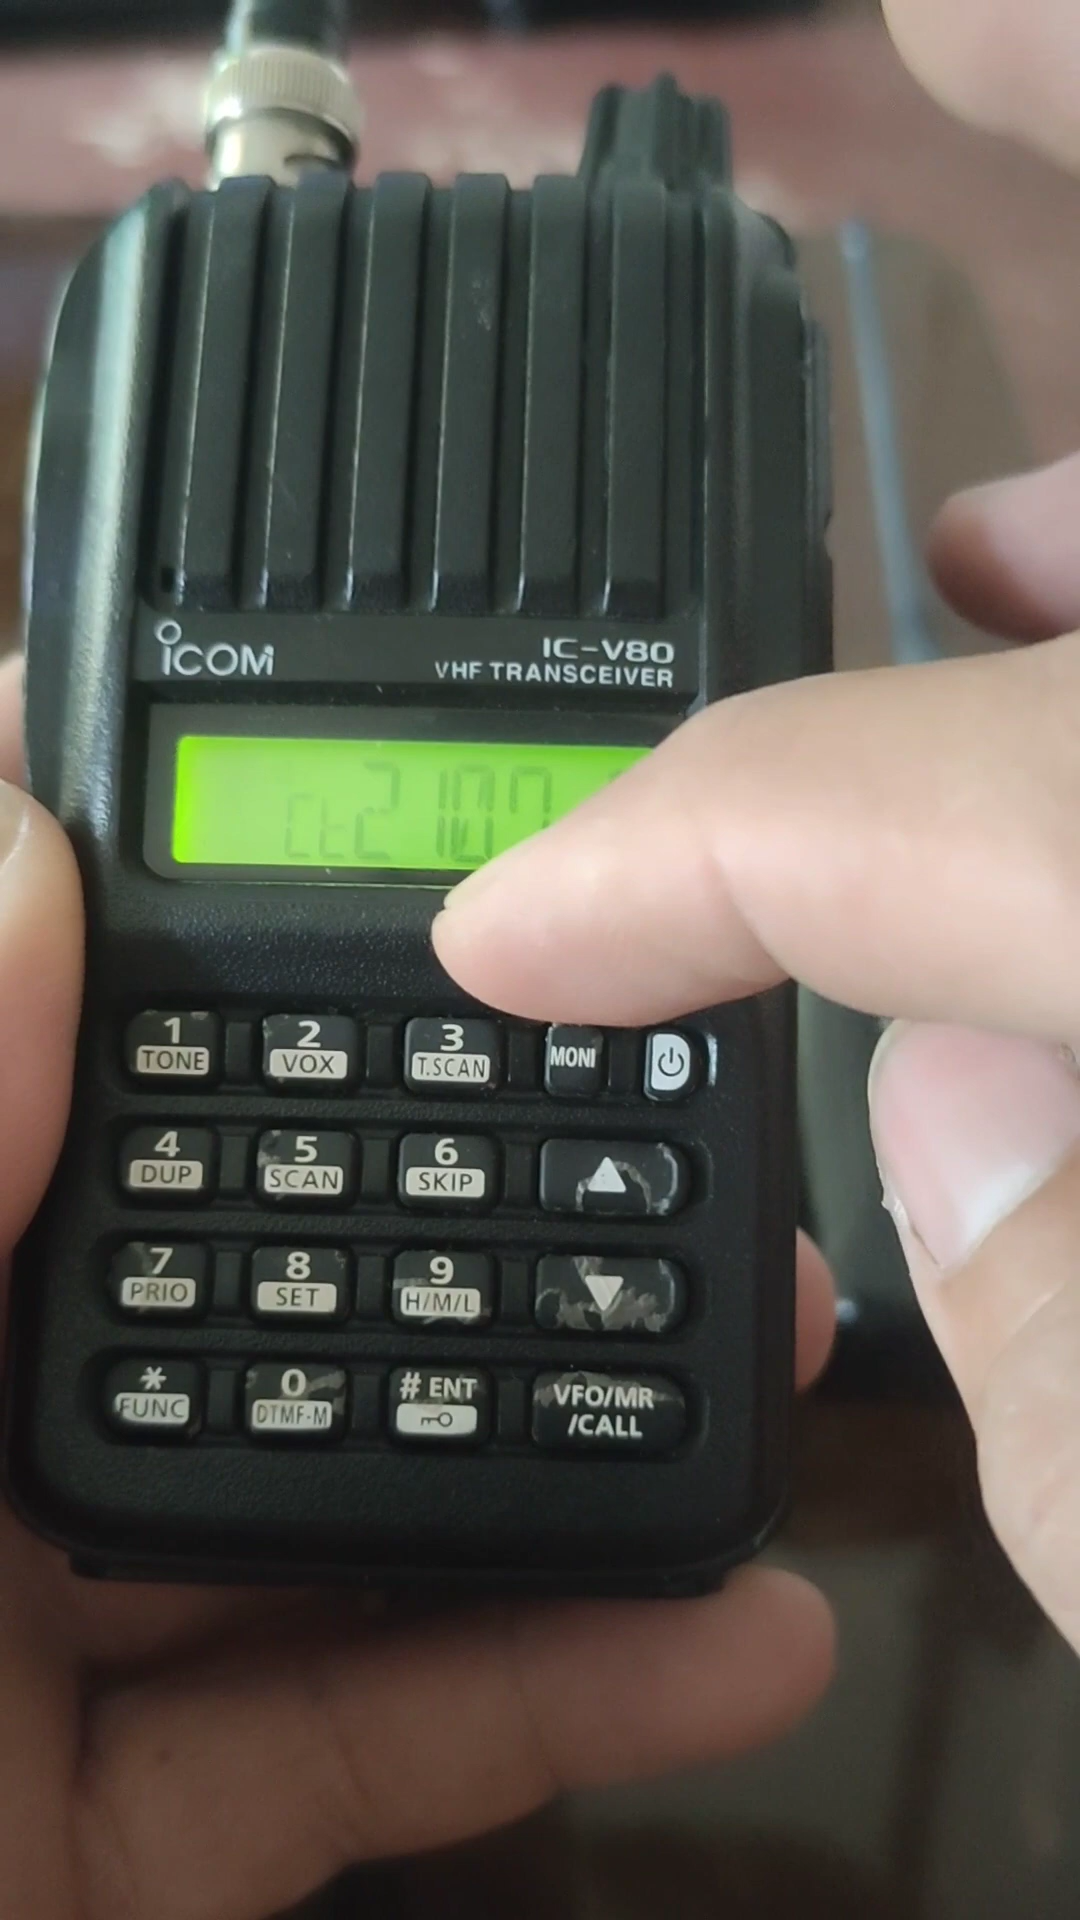 ICOM
IC-V80
VHF TRANSCEIVER
Ct2107
1 2 3 MONI
TONE VOX T.SCAN
4 5 6
DUP SCAN SKIP
7 8 9
PRIO SET H/M/L
* 0 # ENT VFO/MR
FUNC DTMF-M /CALL